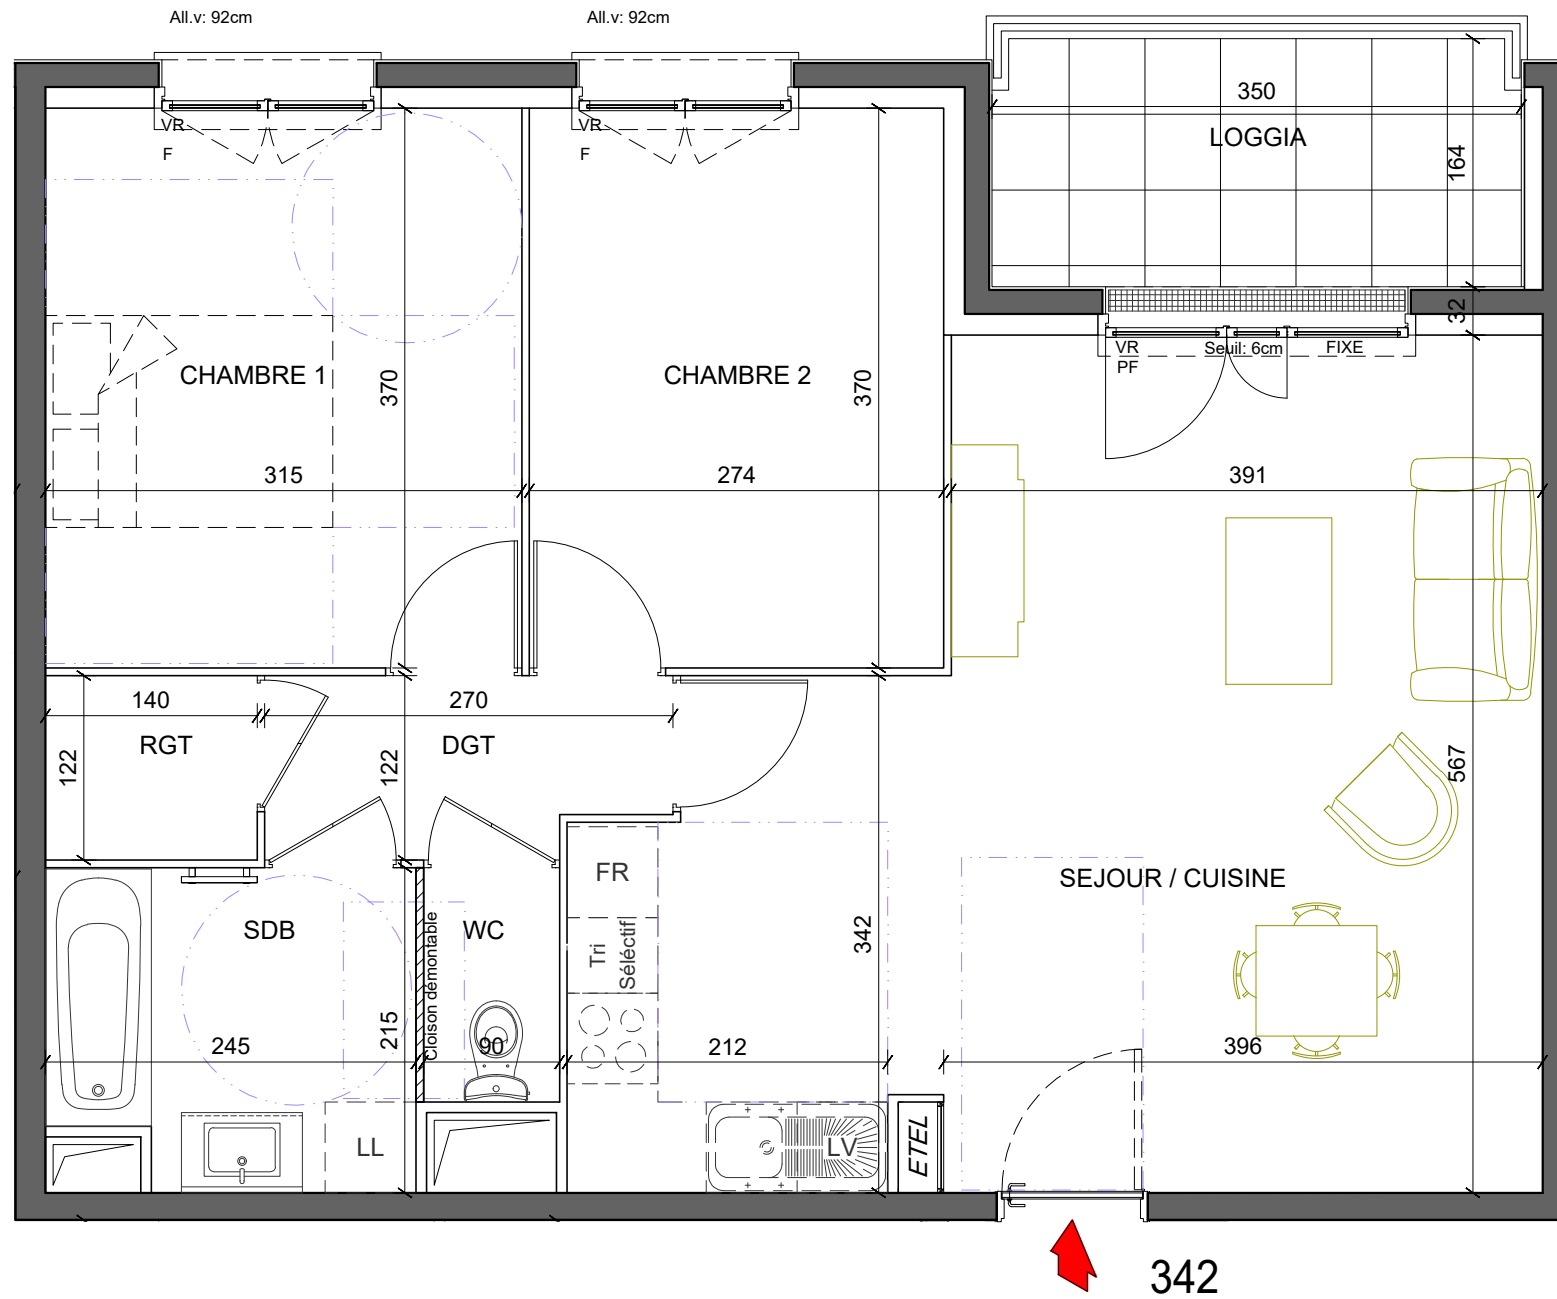 All.v: 92cm
All.v: 92cm
VR
F
VR
F
350
LOGGIA
164
32
VR
PF
Seuil: 6cm
FIXE
CHAMBRE 1
370
CHAMBRE 2
370
315
274
391
140
270
RGT
DGT
122
122
567
FR
SEJOUR / CUISINE
SDB
WC
Cloison démontable
Tri
Séléctif
342
215
245
90
212
396
LL
LV
ETEL
342